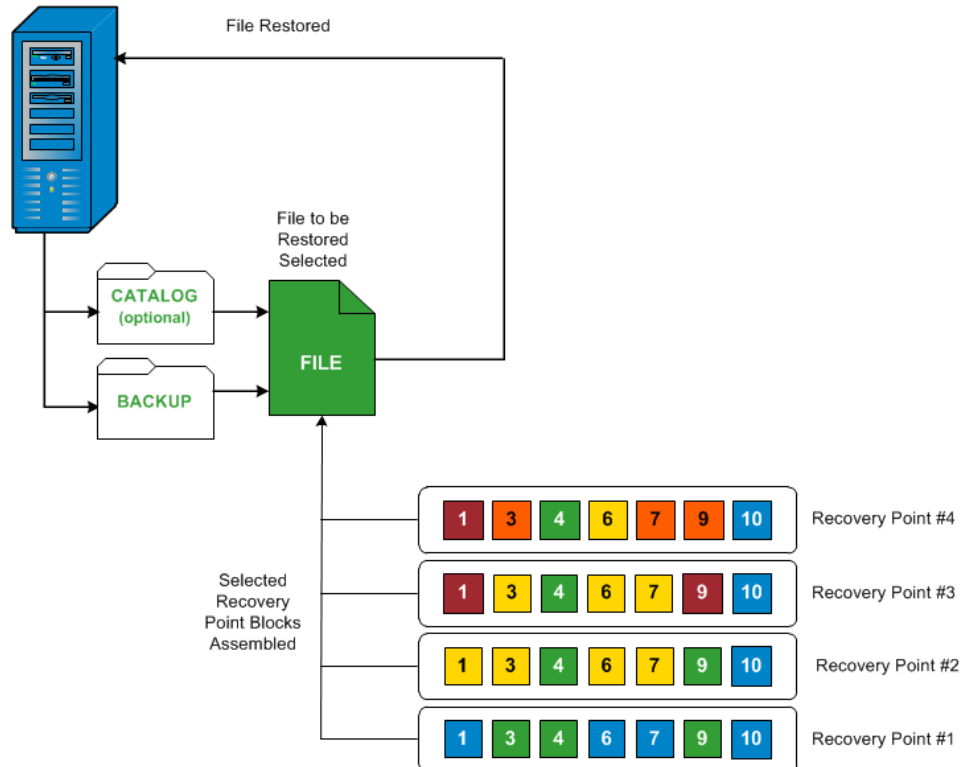 File Restored
File to be
Restored
Selected
CATALOG
(optional)
FILE
BACKUP
1 3 4 6 7 9 10 Recovery Point #4
Selected
Recovery
Point Blocks
Assembled
1 3 4 6 7 9 10 Recovery Point #3
1 3 4 6 7 9 10 Recovery Point #2
1 3 4 6 7 9 10 Recovery Point #1